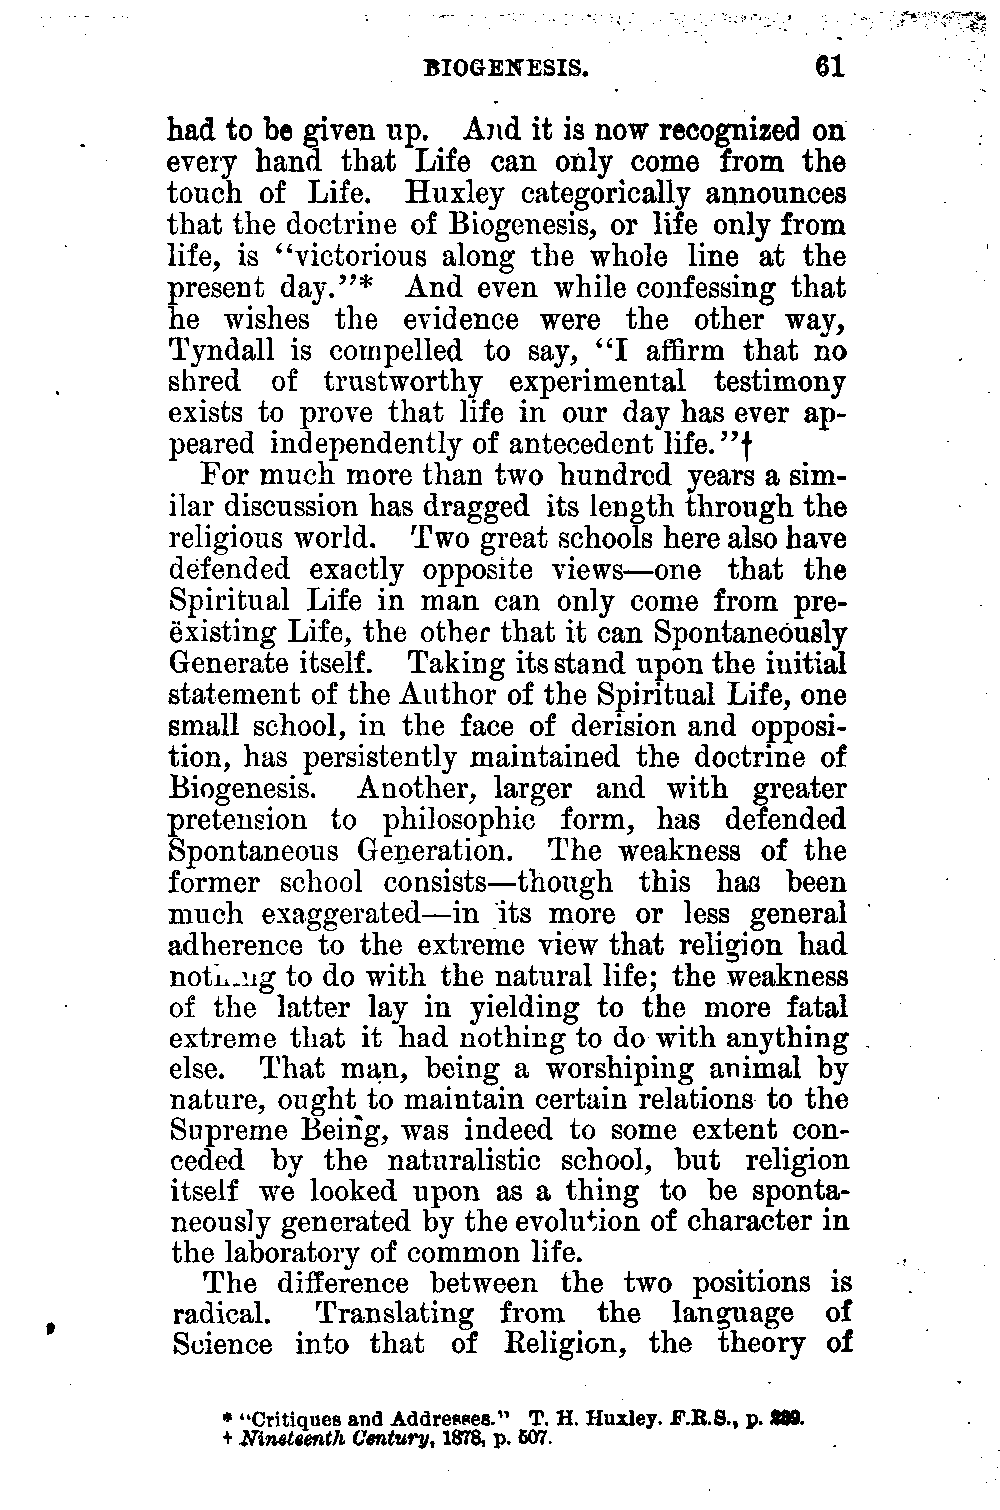 BIOGENESIS. 61
had to be given up. And it is now recognized on
every hand that Life can only come from the
touch of Life. Huxley categorically announces
that the doctrine of Biogenesis, or life only from
life, is “victorious along the whole line at the
present day.”* And even while confessing that
he wishes the evidence were the other way,
Tyndall is compelled to say, “I affirm that no
shred of trustworthy experimental testimony
exists to prove that life in our day has ever ap-
peared independently of antecedent life.”†
For much more than two hundred years a sim-
ilar discussion has dragged its length through the
religious world. Two great schools here also have
defended exactly opposite views—one that the
Spiritual Life in man can only come from pre-
ëxisting Life, the other that it can Spontaneously
Generate itself. Taking its stand upon the initial
statement of the Author of the Spiritual Life, one
small school, in the face of derision and opposi-
tion, has persistently maintained the doctrine of
Biogenesis. Another, larger and with greater
pretension to philosophic form, has defended
Spontaneous Generation. The weakness of the
former school consists—though this has been
much exaggerated—in its more or less general
adherence to the extreme view that religion had
nothing to do with the natural life; the weakness
of the latter lay in yielding to the more fatal
extreme that it had nothing to do with anything
else. That man, being a worshiping animal by
nature, ought to maintain certain relations to the
Supreme Being, was indeed to some extent con-
ceded by the naturalistic school, but religion
itself we looked upon as a thing to be sponta-
neously generated by the evolution of character in
the laboratory of common life.
The difference between the two positions is
radical. Translating from the language of
Science into that of Religion, the theory of
* “Critiques and Addresses.” T. H. Huxley. F.R.S., p.
† Nineteenth Century, 1878, p. 507.